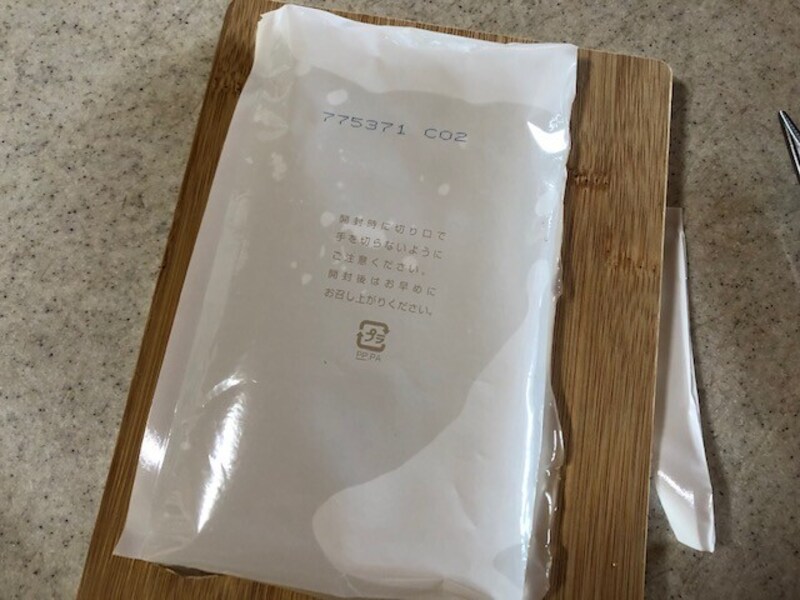 775371 C02
開封時に切り口で
手を切らないように
ご注意ください。
開封後はお早めに
お召し上がりください。
プラ
PP,PA